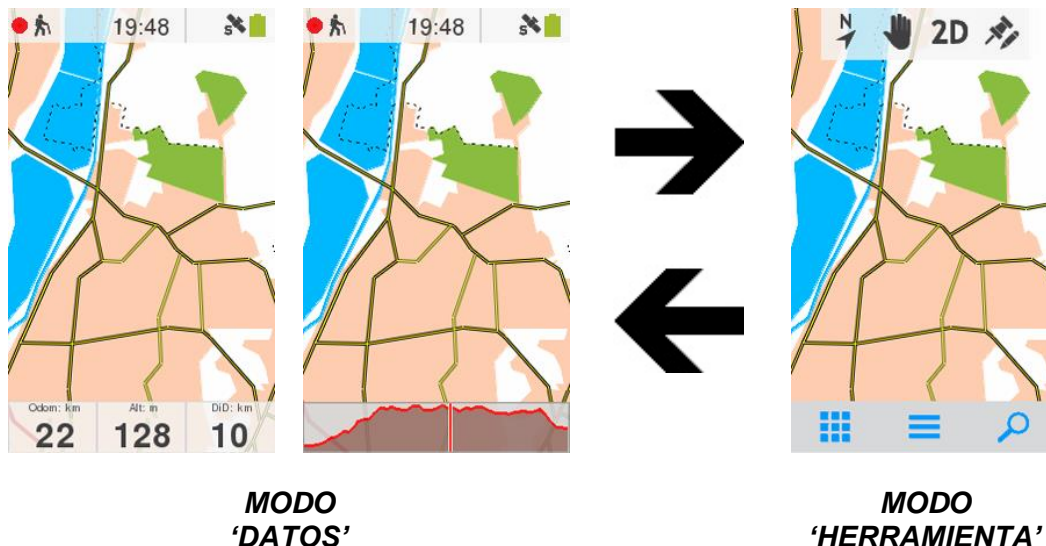 19:48
S
19:48
S
N
2D
Odom: km
Alt: m
DiD: km
22
128
10
MODO
‘DATOS’
MODO
‘HERRAMIENTA’